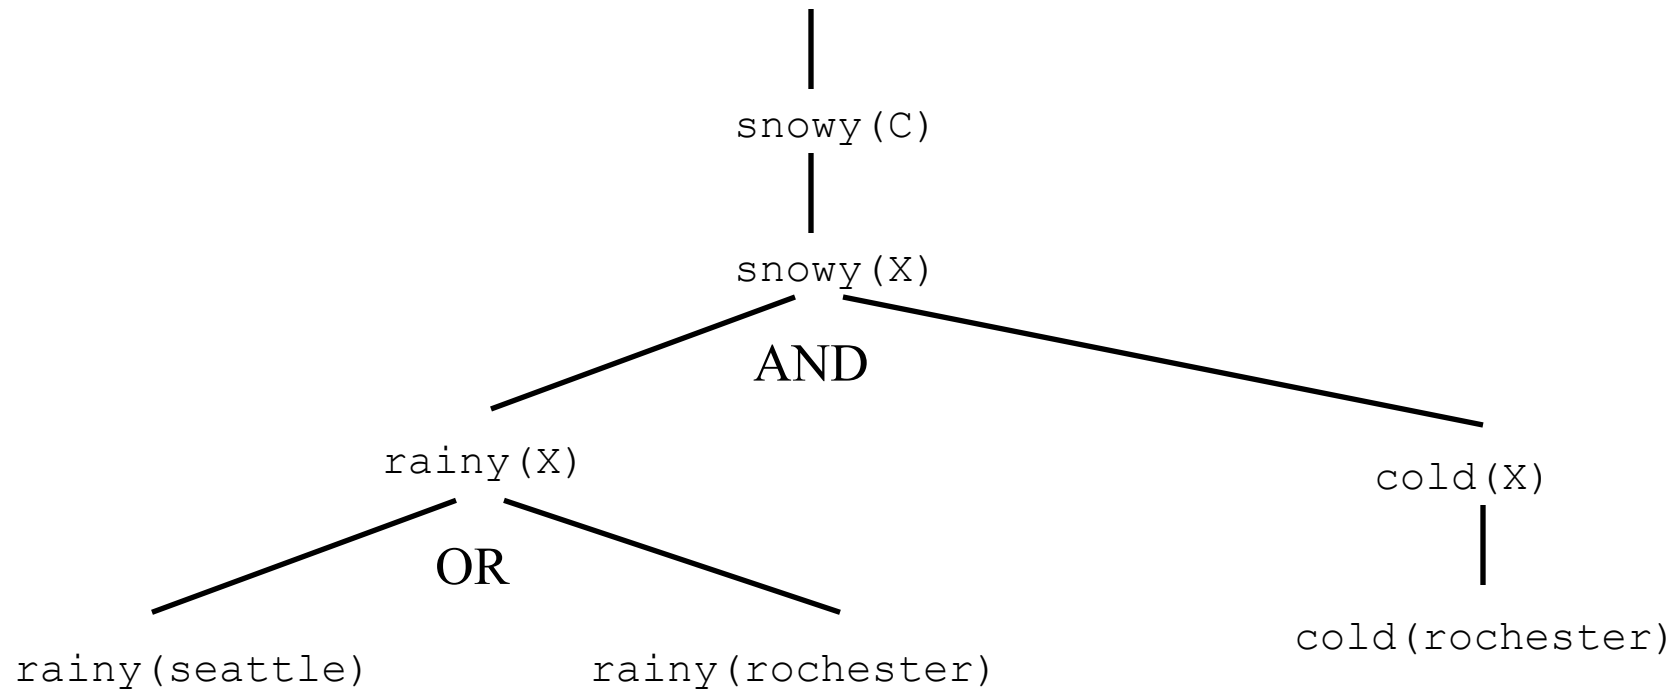 snowy(C)
snowy(X)
AND
rainy(X)
cold(X)
OR
rainy(seattle)
rainy(rochester)
cold(rochester)